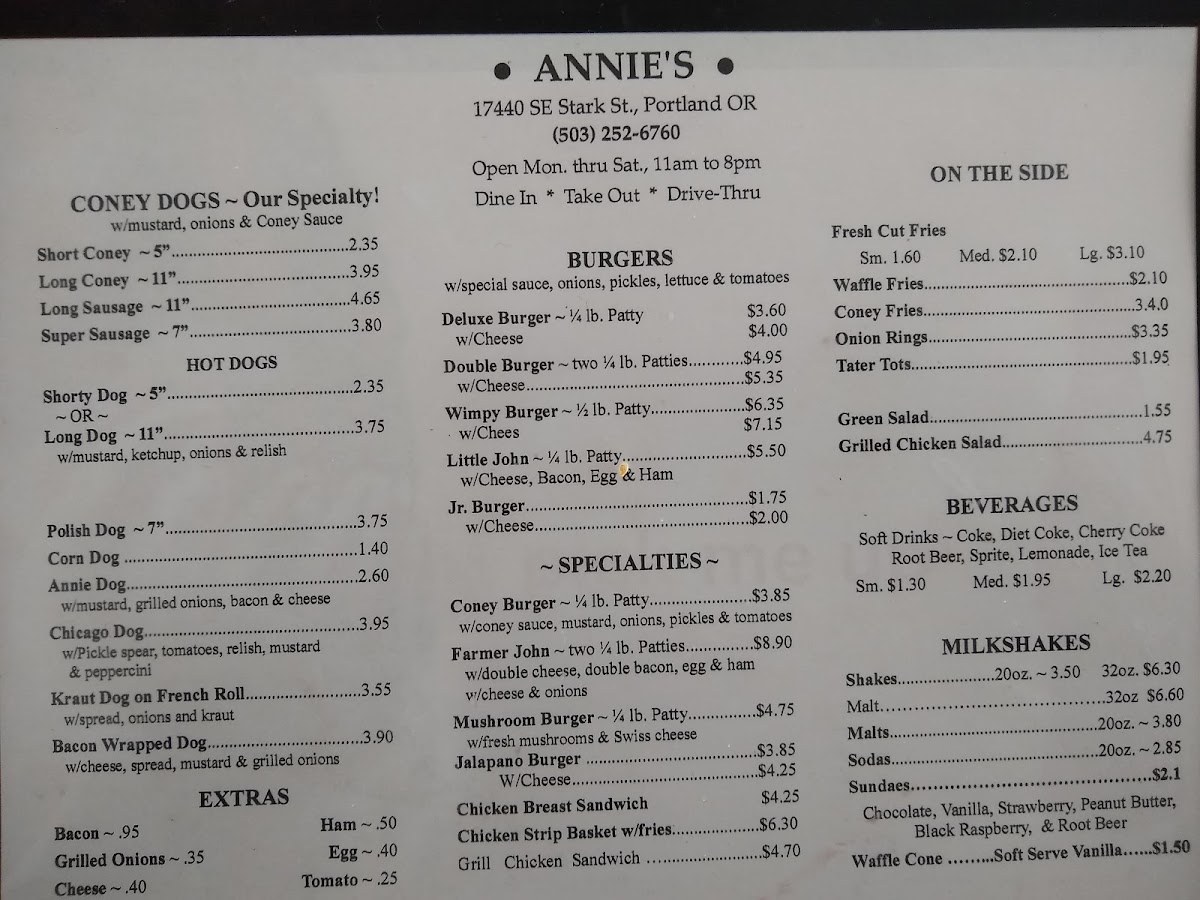 • ANNIE'S •
17440 SE Stark St., Portland OR
(503) 252-6760
Open Mon. thru Sat., 11am to 8pm
Dine In * Take Out * Drive-Thru
CONEY DOGS ~ Our Specialty!
w/mustard, onions & Coney Sauce
Short Coney ~ 5”..............................2.35
Long Coney ~ 11”..............................3.95
Long Sausage ~ 11”............................4.65
Super Sausage ~ 7”............................3.80
HOT DOGS
Shorty Dog ~ 5”...............................2.35
~ OR ~
Long Dog ~ 11”................................3.75
w/mustard, ketchup, onions & relish
Polish Dog ~ 7”...............................3.75
Corn Dog ......................................1.40
Annie Dog......................................2.60
w/mustard, grilled onions, bacon & cheese
Chicago Dog....................................3.95
w/Pickle spear, tomatoes, relish, mustard
& peppercini
Kraut Dog on French Roll.......................3.55
w/spread, onions and kraut
Bacon Wrapped Dog..............................3.90
w/cheese, spread, mustard & grilled onions
EXTRAS
Bacon ~ .95 Ham ~ .50
Grilled Onions ~ .35 Egg ~ .40
Cheese ~ .40 Tomato ~ .25
BURGERS
w/special sauce, onions, pickles, lettuce & tomatoes
Deluxe Burger ~ ¼ lb. Patty $3.60
w/Cheese $4.00
Double Burger ~ two ¼ lb. Patties...........$4.95
w/Cheese.......................................$5.35
Wimpy Burger ~ ½ lb. Patty...................$6.35
w/Chees $7.15
Little John ~ ¼ lb. Patty......................$5.50
w/Cheese, Bacon, Egg & Ham
Jr. Burger......................................$1.75
w/Cheese.......................................$2.00
~ SPECIALTIES ~
Coney Burger ~ ¼ lb. Patty...................$3.85
w/coney sauce, mustard, onions, pickles & tomatoes
Farmer John ~ two ¼ lb. Patties..............$8.90
w/double cheese, double bacon, egg & ham
w/cheese & onions
Mushroom Burger ~ ¼ lb. Patty..............$4.75
w/fresh mushrooms & Swiss cheese
Jalapano Burger ...............................$3.85
W/Cheese.......................................$4.25
Chicken Breast Sandwich $4.25
Chicken Strip Basket w/fries..................$6.30
Grill Chicken Sandwich .......................$4.70
ON THE SIDE
Fresh Cut Fries
Sm. 1.60 Med. $2.10 Lg. $3.10
Waffle Fries....................................$2.10
Coney Fries.....................................3.4.0
Onion Rings....................................$3.35
Tater Tots......................................$1.95
Green Salad.....................................1.55
Grilled Chicken Salad...........................4.75
BEVERAGES
Soft Drinks ~ Coke, Diet Coke, Cherry Coke
Root Beer, Sprite, Lemonade, Ice Tea
Sm. $1.30 Med. $1.95 Lg. $2.20
MILKSHAKES
Shakes.....................20oz. ~ 3.50 32oz. $6.30
Malt........................................32oz $6.60
Malts.......................................20oz. ~ 3.80
Sodas.......................................20oz. ~ 2.85
Sundaes........................................$2.1
Chocolate, Vanilla, Strawberry, Peanut Butter,
Black Raspberry, & Root Beer
Waffle Cone ........Soft Serve Vanilla......$1.50